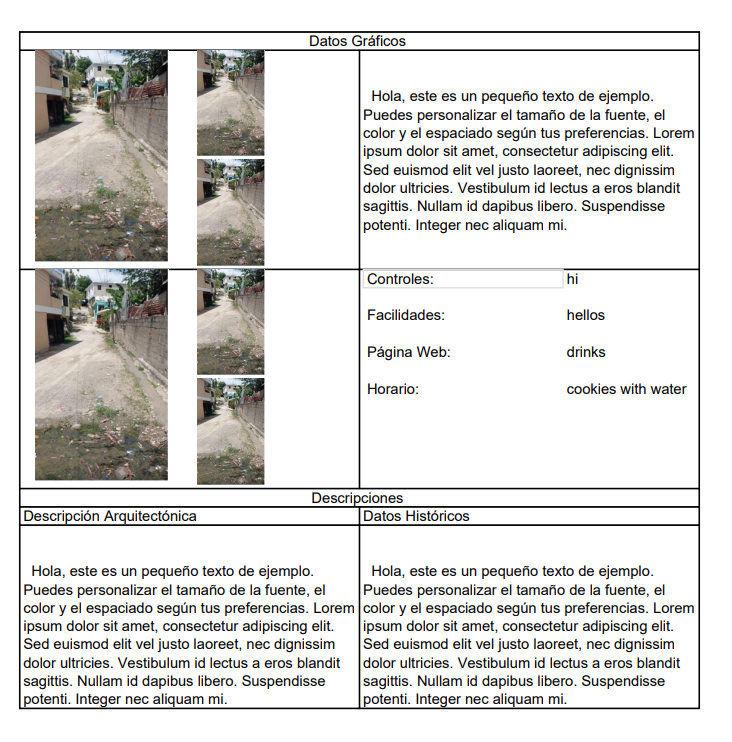 Datos Gráficos
Hola, este es un pequeño texto de ejemplo.
Puedes personalizar el tamaño de la fuente, el
color y el espaciado según tus preferencias. Lorem
ipsum dolor sit amet, consectetur adipiscing elit.
Sed euismod elit vel justo laoreet, nec dignissim
dolor ultricies. Vestibulum id lectus a eros blandit
sagittis. Nullam id dapibus libero. Suspendisse
potenti. Integer nec aliquam mi.
Controles: hi
Facilidades: hellos
Página Web: drinks
Horario: cookies with water
Descripciones
Descripción Arquitectónica
Hola, este es un pequeño texto de ejemplo.
Puedes personalizar el tamaño de la fuente, el
color y el espaciado según tus preferencias. Lorem
ipsum dolor sit amet, consectetur adipiscing elit.
Sed euismod elit vel justo laoreet, nec dignissim
dolor ultricies. Vestibulum id lectus a eros blandit
sagittis. Nullam id dapibus libero. Suspendisse
potenti. Integer nec aliquam mi.
Datos Históricos
Hola, este es un pequeño texto de ejemplo.
Puedes personalizar el tamaño de la fuente, el
color y el espaciado según tus preferencias. Lorem
ipsum dolor sit amet, consectetur adipiscing elit.
Sed euismod elit vel justo laoreet, nec dignissim
dolor ultricies. Vestibulum id lectus a eros blandit
sagittis. Nullam id dapibus libero. Suspendisse
potenti. Integer nec aliquam mi.